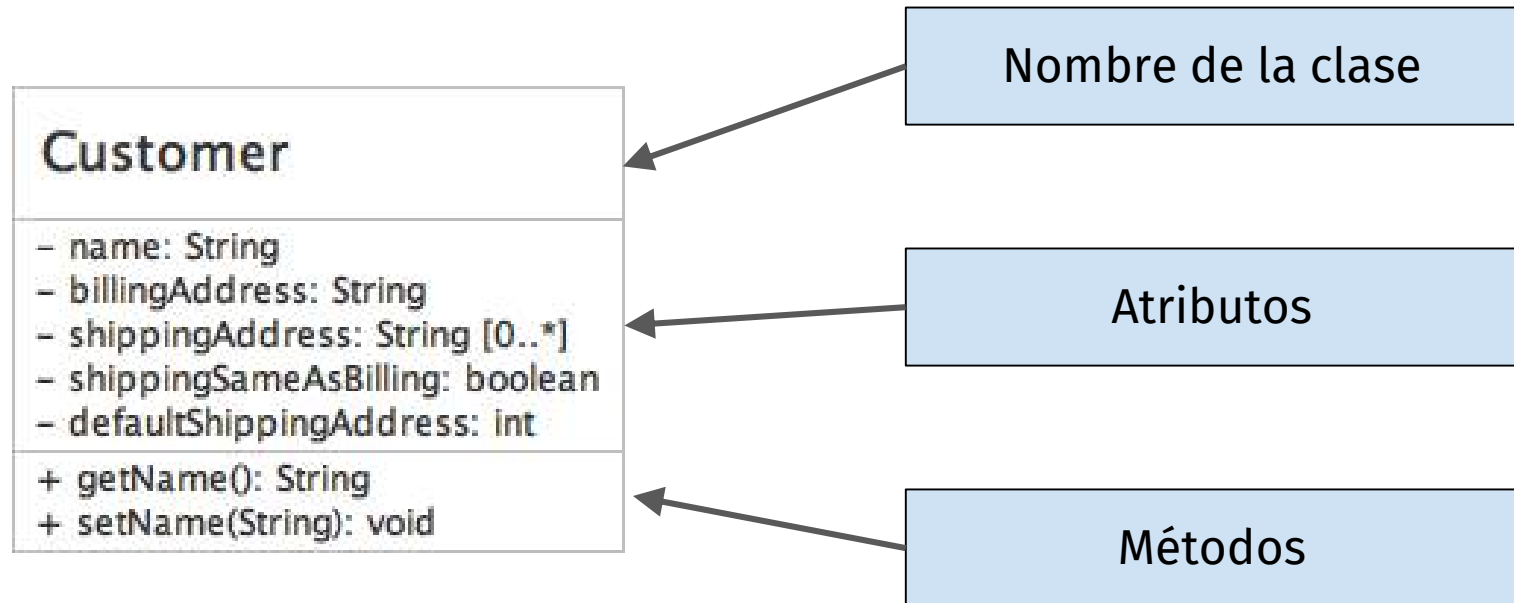 Customer
– name: String
– billingAddress: String
– shippingAddress: String [0..*]
– shippingSameAsBilling: boolean
– defaultShippingAddress: int
+ getName(): String
+ setName(String): void
Nombre de la clase
Atributos
Métodos